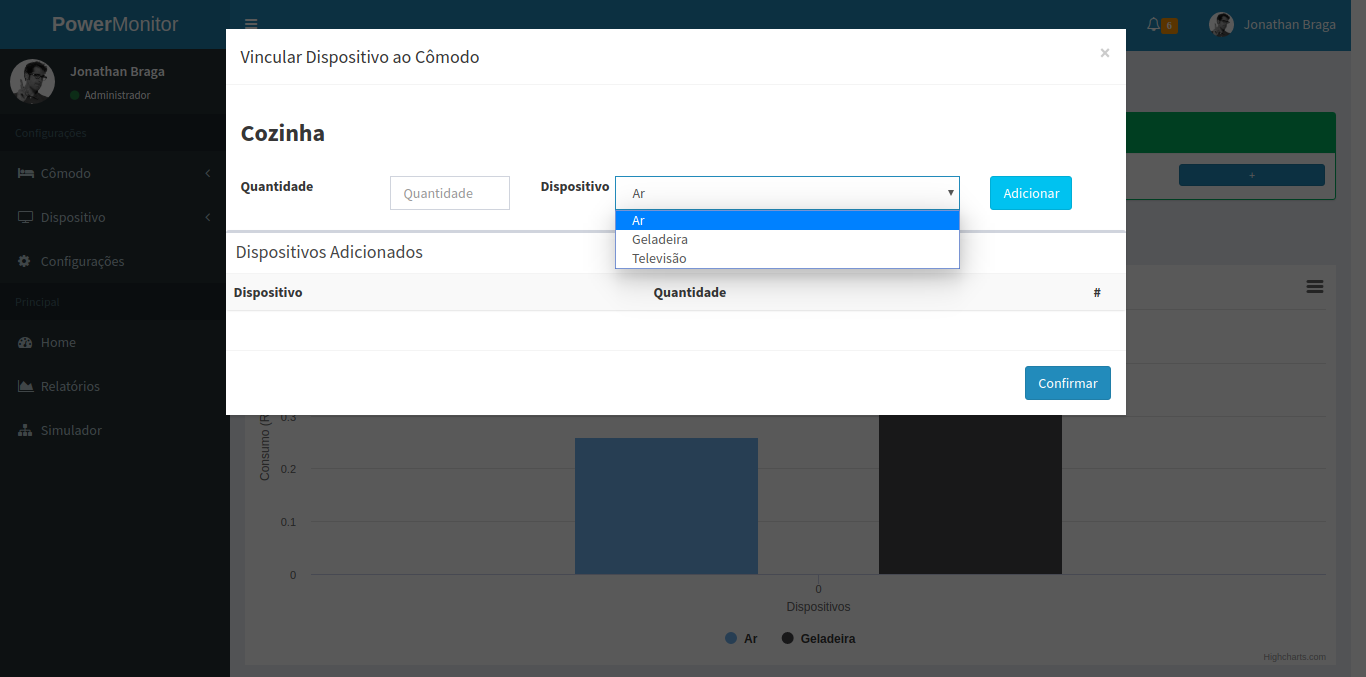 PowerMonitor
6
Jonathan Braga
Jonathan Braga
Administrador
Configurações
Cômodo
Dispositivo
Configurações
Principal
Home
Relatórios
Simulador
Vincular Dispositivo ao Cômodo
×
Cozinha
Quantidade
Quantidade
Dispositivo
Ar
Adicionar
Ar
Geladeira
Televisão
Dispositivos Adicionados
Dispositivo
Quantidade
#
Confirmar
+
Consumo (R
0.3
0.2
0.1
0
0
Dispositivos
Ar
Geladeira
Highcharts.com